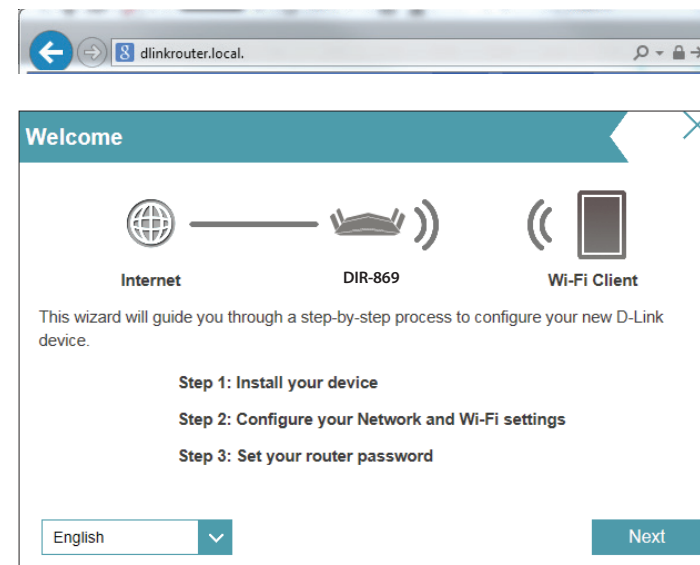 dlinkrouter.local.
Welcome
Internet
DIR-869
Wi-Fi Client
This wizard will guide you through a step-by-step process to configure your new D-Link
device.
Step 1: Install your device
Step 2: Configure your Network and Wi-Fi settings
Step 3: Set your router password
English
Next